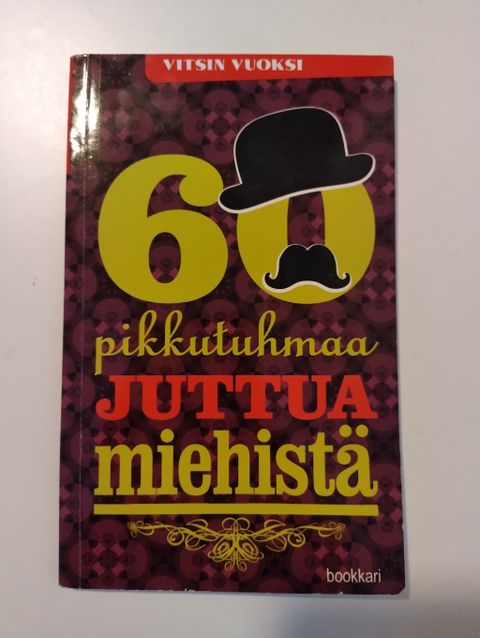 VITSIN VUOKSI
60
pikkutuhmaa
JUTTUA
miehistä
bookkari